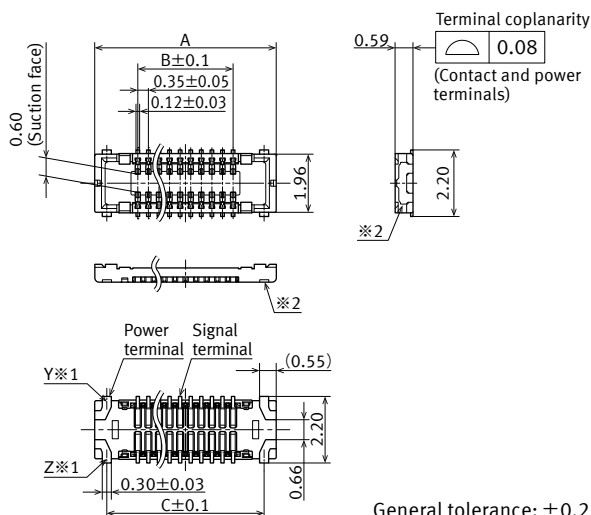 Terminal coplanarity
0.08
(Contact and power
terminals)
A
B±0.1
0.35±0.05
0.12±0.03
0.60
(Suction face)
1.96
0.59
2.20
※2
※2
Power
terminal
Signal
terminal
Y※1
Z※1
(0.55)
2.20
0.66
0.30±0.03
C±0.1
General tolerance: ±0.2